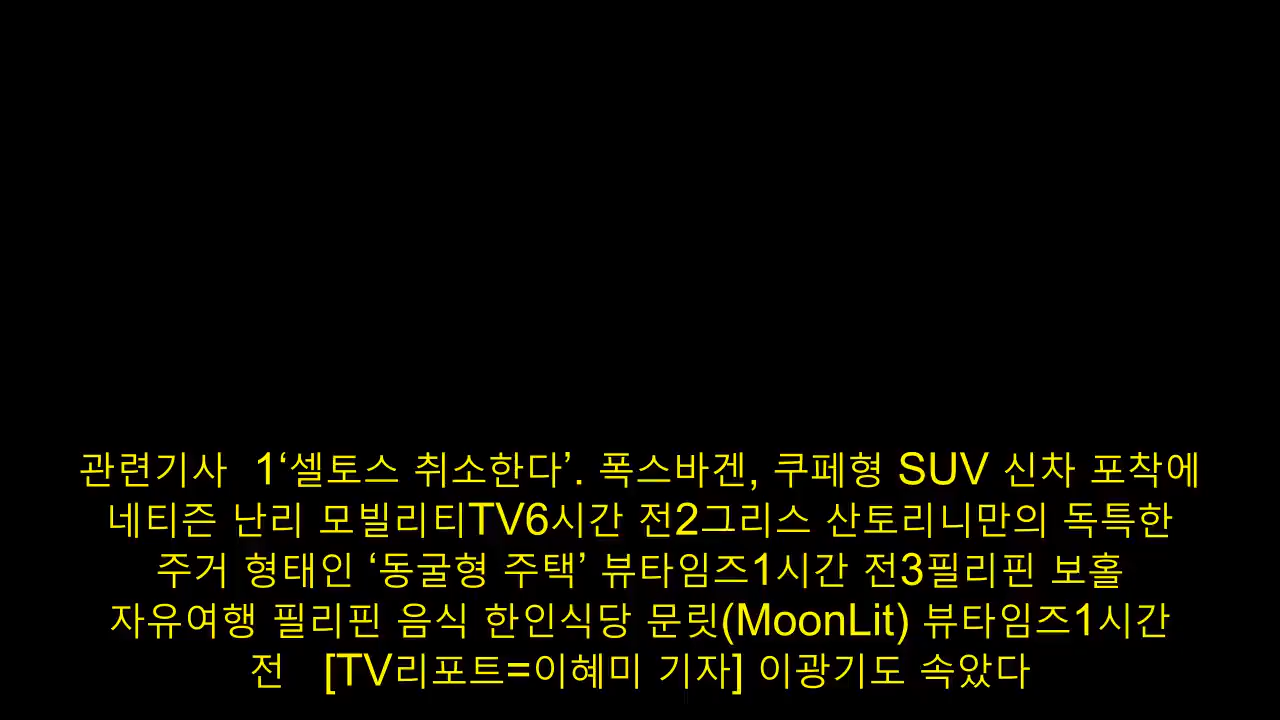 관련기사  1‘셀토스 취소한다’. 폭스바겐, 쿠페형 SUV 신차 포착에
네티즌 난리 모빌리티TV6시간 전2그리스 산토리니만의 독특한
주거 형태인 ‘동굴형 주택’ 뷰타임즈1시간 전3필리핀 보홀
자유여행 필리핀 음식 한인식당 문릿(MoonLit) 뷰타임즈1시간
전   [TV리포트=이혜미 기자] 이광기도 속았다